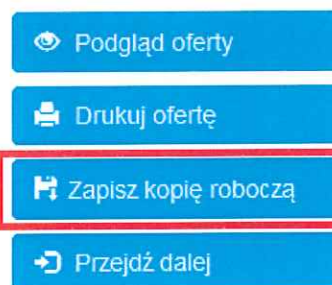 Podgląd oferty
Drukuj ofertę
Zapisz kopię roboczą
Przejdź dalej